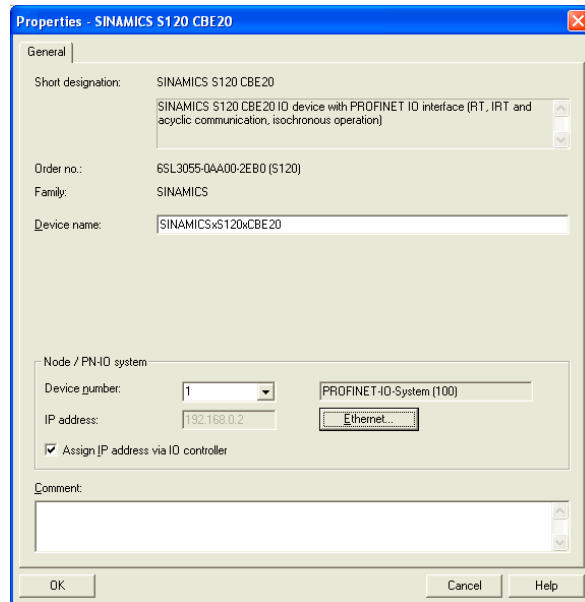 Properties - SINAMICS S120 CBE20
General
Short designation: SINAMICS S120 CBE20
SINAMICS S120 CBE20 IO device with PROFINET IO interface (RT, IRT and
acyclic communication, isochronous operation)
Order no.: 6SL3055-0AA00-2EB0 (S120)
Family: SINAMICS
Device name: SINAMICSxS120xCBE20
Node / PN-IO system
Device number: 1 PROFINET-IO-System (100)
IP address: 192.168.0.2 Ethernet...
Assign IP address via IO controller
Comment:
OK Cancel Help